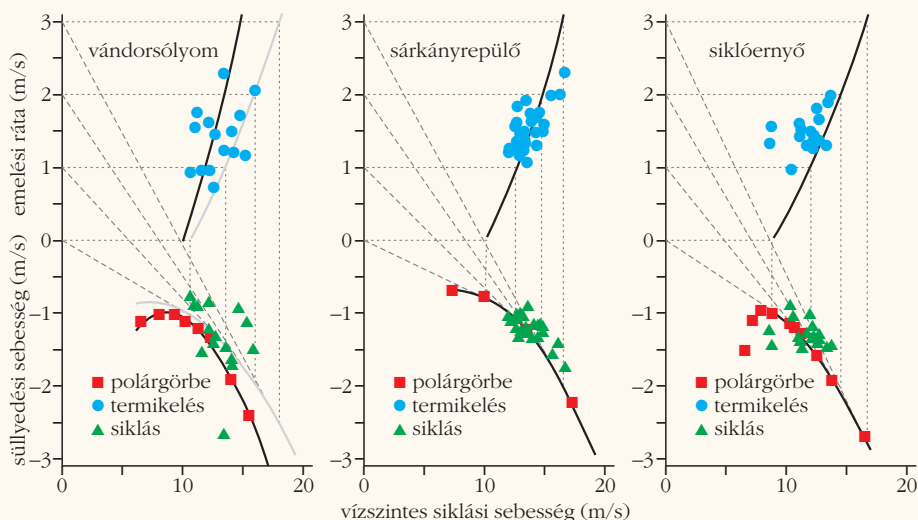 vándorsólyom
sárkányrepülő
siklóernyő
emelési ráta (m/s)
süllyedési sebesség (m/s)
3
2
1
0
−1
−2
−3
polárgörbe
termikelés
siklás
polárgörbe
termikelés
siklás
polárgörbe
termikelés
siklás
0 10 20
0 10 20
0 10 20
3
2
1
0
−1
−2
−3
3
2
1
0
−1
−2
−3
vízszintes siklási sebesség (m/s)